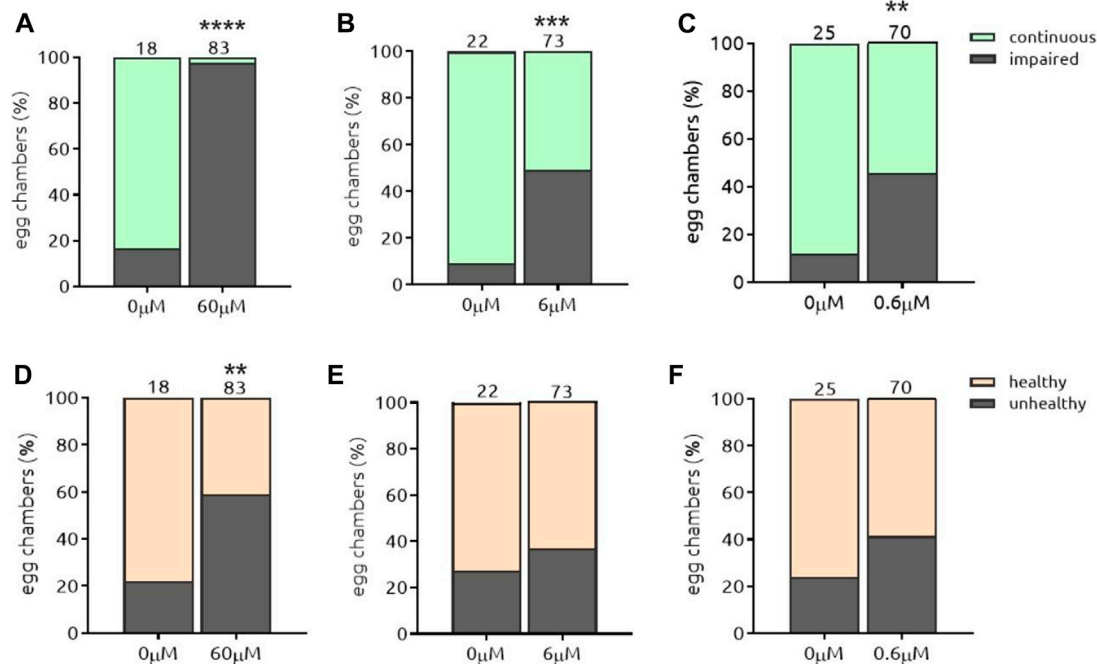 A
****
18 83
egg chambers (%)
100
80
60
40
20
0
0μM 60μM
B
***
22 73
egg chambers (%)
100
80
60
40
20
0
0μM 6μM
C
**
25 70
egg chambers (%)
100
80
60
40
20
0
0μM 0.6μM
continuous
impaired
D
**
18 83
egg chambers (%)
100
80
60
40
20
0
0μM 60μM
E
22 73
egg chambers (%)
100
80
60
40
20
0
0μM 6μM
F
25 70
egg chambers (%)
100
80
60
40
20
0
0μM 0.6μM
healthy
unhealthy